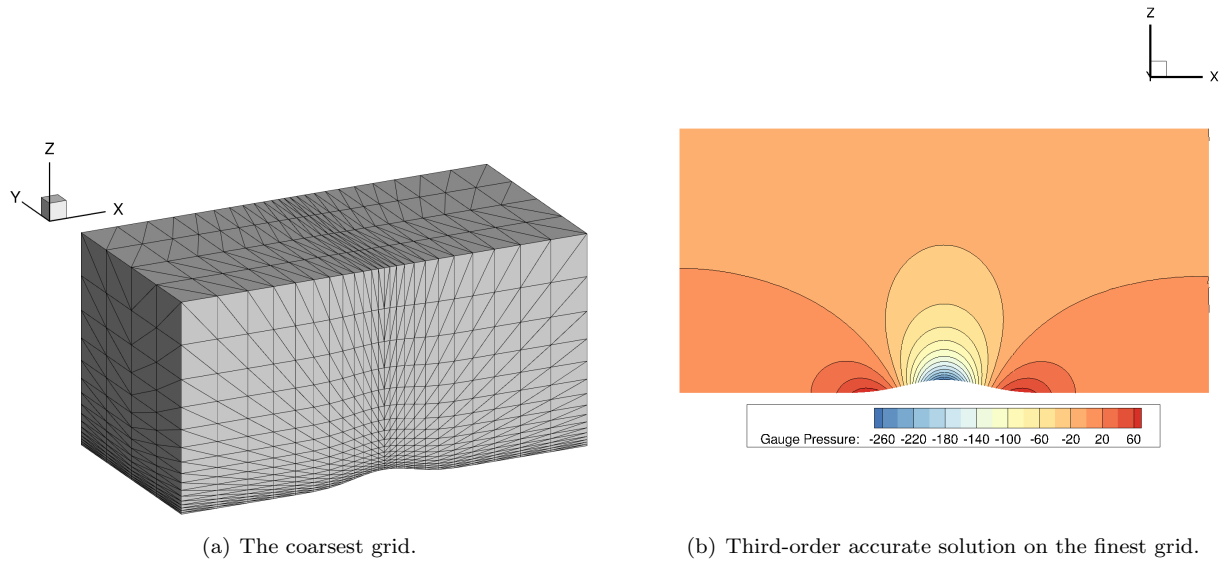 Z
Y
X
(a) The coarsest grid.
Z
Y
X
Gauge Pressure: -260 -220 -180 -140 -100 -60 -20 20 60
(b) Third-order accurate solution on the finest grid.